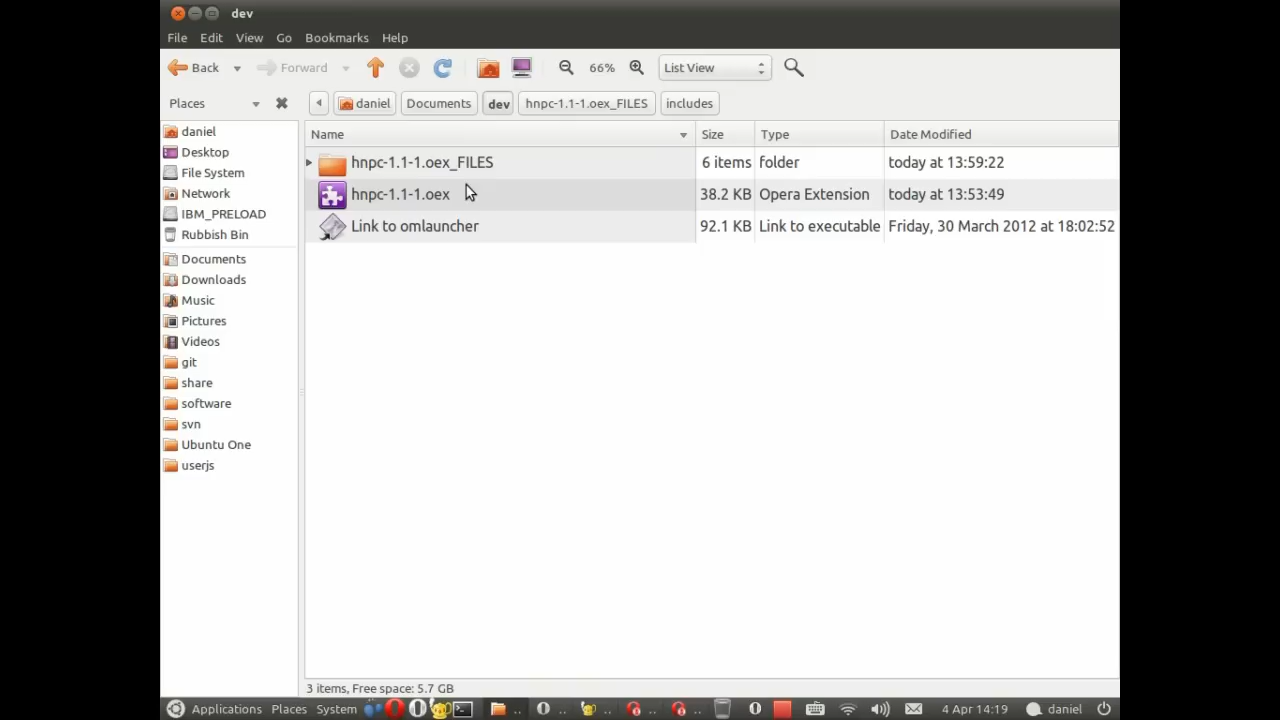 dev
File Edit View Go Bookmarks Help
Back Forward 66% List View
Places daniel Documents dev hnpc-1.1-1.oex_FILES includes
Name Size Type Date Modified
hnpc-1.1-1.oex_FILES 6 items folder today at 13:59:22
hnpc-1.1-1.oex 38.2 KB Opera Extension today at 13:53:49
Link to omlauncher 92.1 KB Link to executable Friday, 30 March 2012 at 18:02:52
daniel
Desktop
File System
Network
IBM_PRELOAD
Rubbish Bin
Documents
Downloads
Music
Pictures
Videos
git
share
software
svn
Ubuntu One
userjs
3 items, Free space: 5.7 GB
Applications Places System .. .. .. .. .. 4 Apr 14:19 daniel